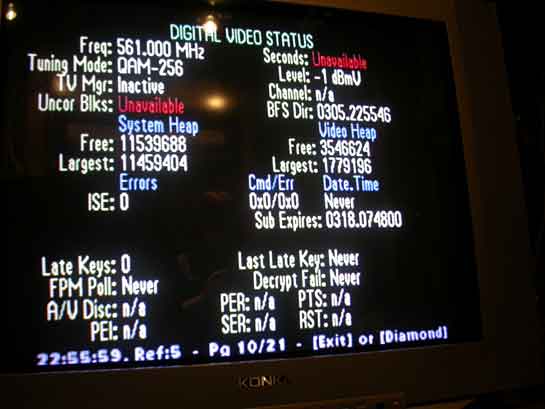 DIGITAL VIDEO STATUS
Freq: 561.000 MHz
Seconds: Unavailable
Tuning Mode: QAM-256
Level: -1 dBmV
TV Mgr: Inactive
Channel: n/a
Uncor Blks: Unavailable
BFS Dir: 0305.225546
System Heap
Video Heap
Free: 11539688
Free: 3546624
Largest: 11459404
Largest: 1779196
Errors
Cmd/Err Date.Time
ISE: 0
0x0/0x0 Never
Sub Expires: 0318.074800
Late Keys: 0
Last Late Key: Never
FPM Poll: Never
Decrypt Fail: Never
A/V Disc: n/a
PER: n/a PTS: n/a
PEI: n/a
SER: n/a RST: n/a
22:55:59. Ref:5 - Pg 10/21 - [Exit] or [Diamond]
KONKA